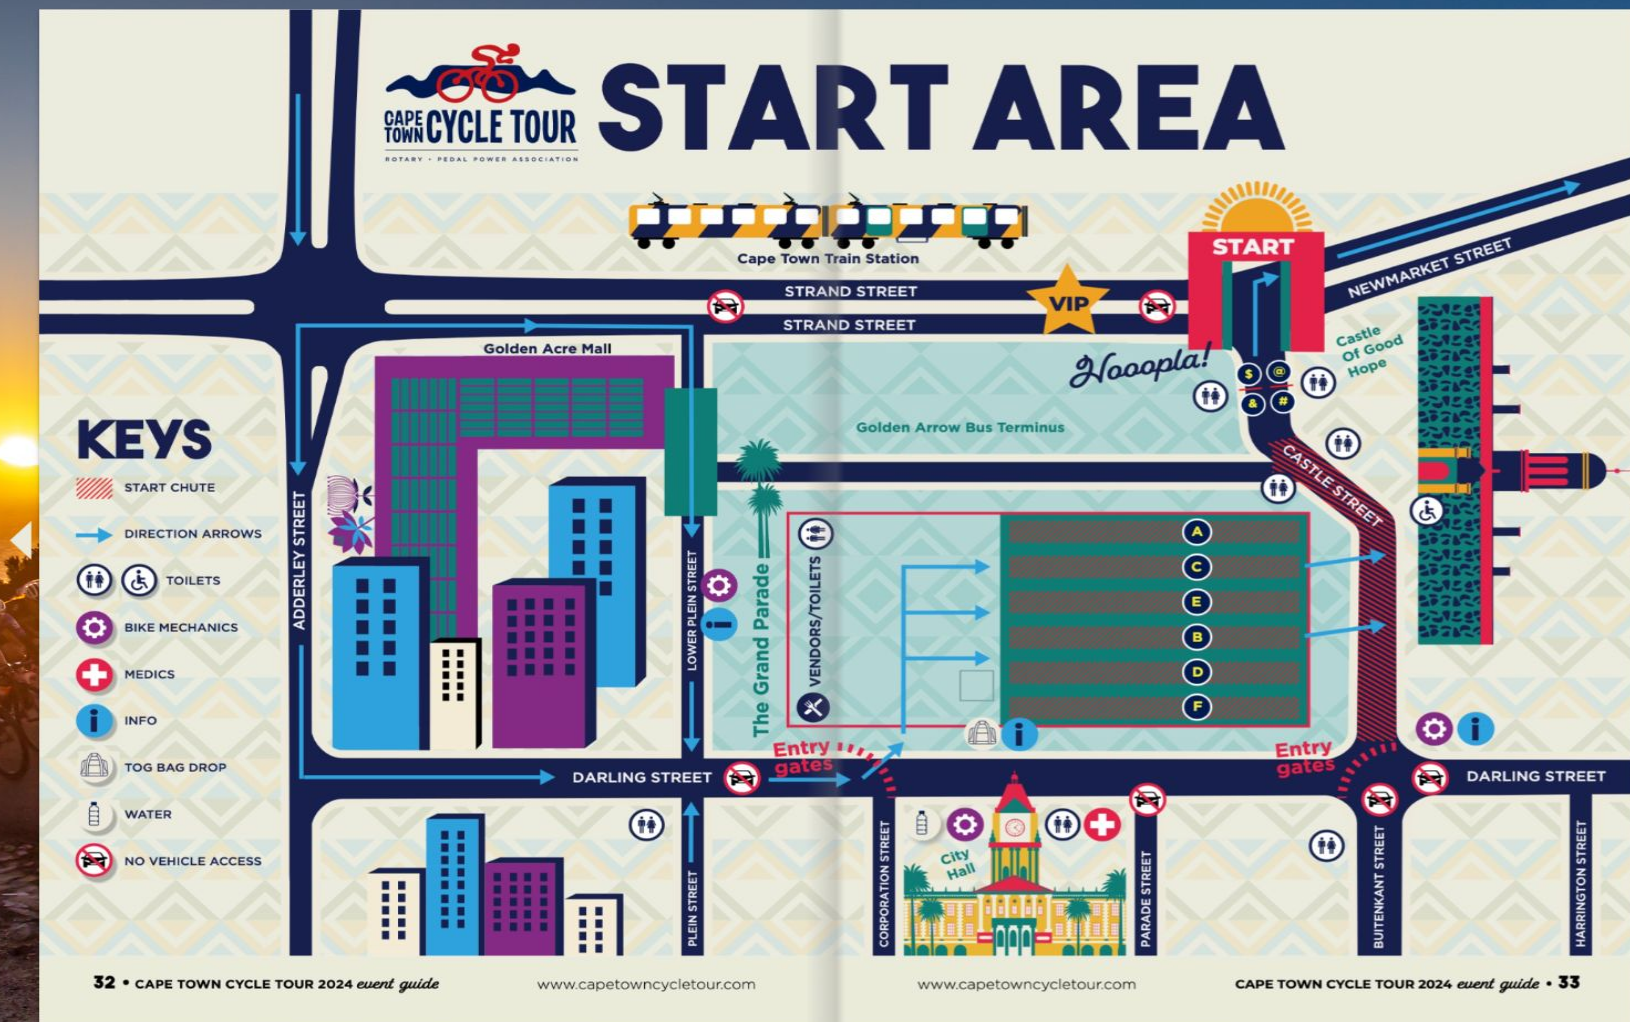 CAPE
TOWN CYCLE TOUR
ROTARY • PEDAL POWER ASSOCIATION
START AREA
Cape Town Train Station
START
VIP
STRAND STREET
STRAND STREET
NEWMARKET STREET
Golden Acre Mall
Hooopla!
Castle
Of Good
Hope
$ @
& #
Golden Arrow Bus Terminus
CASTLE STREET
KEYS
START CHUTE
DIRECTION ARROWS
TOILETS
BIKE MECHANICS
MEDICS
i INFO
TOG BAG DROP
WATER
NO VEHICLE ACCESS
ADDERLEY STREET
LOWER PLEIN STREET
i
The Grand Parade
VENDORS/TOILETS
A
C
E
B
D
F
i
i
Entry
gates
Entry
gates
DARLING STREET
DARLING STREET
City
Hall
PLEIN STREET
CORPORATION STREET
PARADE STREET
BUITENKANT STREET
HARRINGTON STREET
32 • CAPE TOWN CYCLE TOUR 2024 event guide
www.capetowncycletour.com
www.capetowncycletour.com
CAPE TOWN CYCLE TOUR 2024 event guide • 33